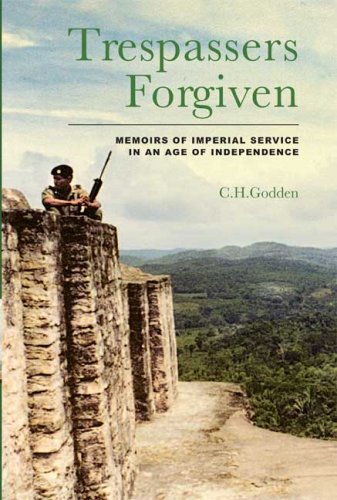 Trespassers
Forgiven
MEMOIRS OF IMPERIAL SERVICE
IN AN AGE OF INDEPENDENCE
C.H.Godden